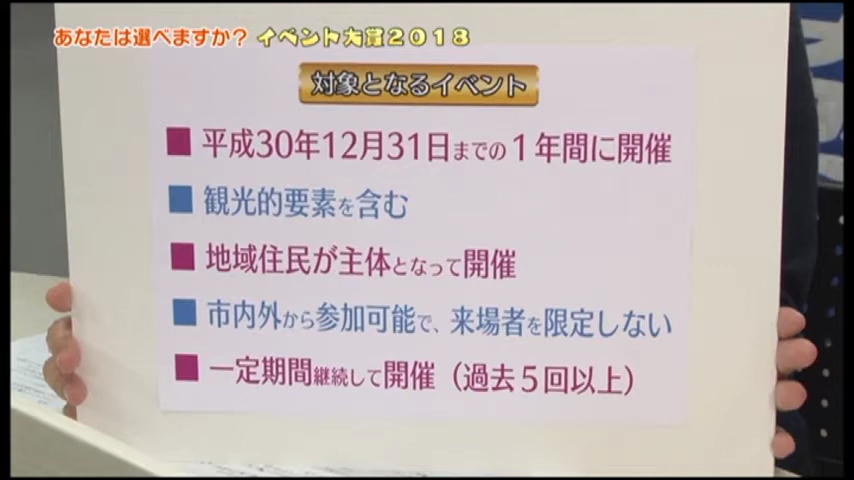 あなたは選べますか？ イベント大賞２０１８
対象となるイベント
■ 平成30年12月31日までの１年間に開催
■ 観光的要素を含む
■ 地域住民が主体となって開催
■ 市内外から参加可能で、来場者を限定しない
■ 一定期間継続して開催（過去５回以上）